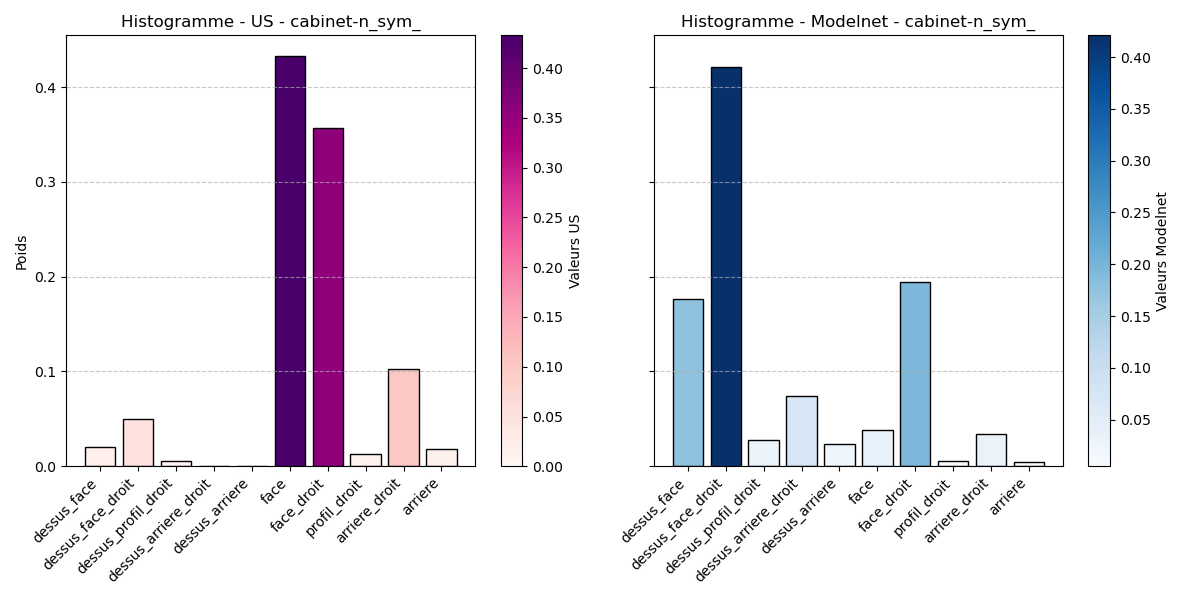 Histogramme - US - cabinet-n_sym_
Poids
0.4
0.3
0.2
0.1
0.0
dessus_face
dessus_face_droit
dessus_profil_droit
dessus_arriere_droit
dessus_arriere
face
face_droit
profil_droit
arriere_droit
arriere
0.40
0.35
0.30
0.25
0.20
0.15
0.10
0.05
0.00
Valeurs US
Histogramme - Modelnet - cabinet-n_sym_
dessus_face
dessus_face_droit
dessus_profil_droit
dessus_arriere_droit
dessus_arriere
face
face_droit
profil_droit
arriere_droit
arriere
0.40
0.35
0.30
0.25
0.20
0.15
0.10
0.05
Valeurs Modelnet